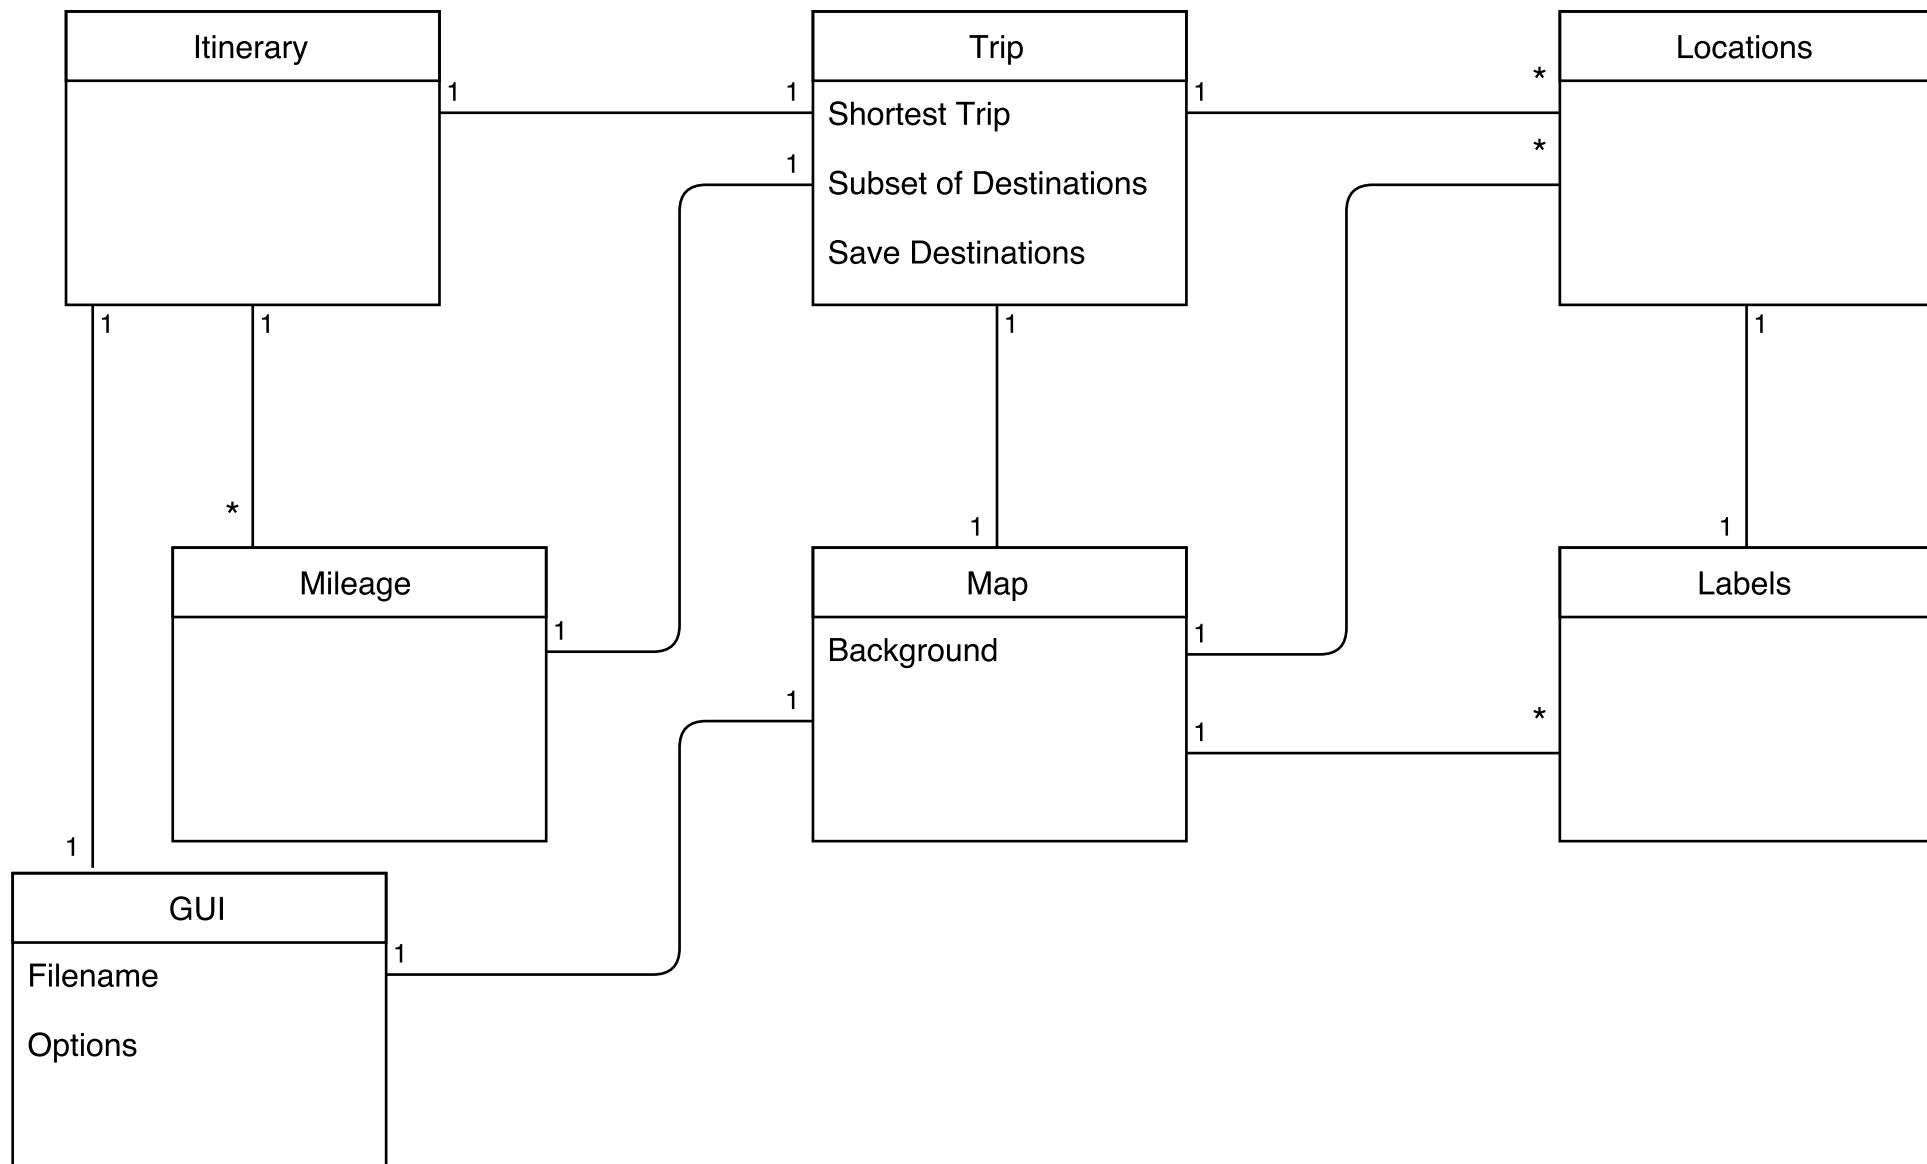 Itinerary
Trip
Locations
1
1
1
*
Shortest Trip
1
*
Subset of Destinations
Save Destinations
1
1
1
1
*
1
1
Mileage
Map
Labels
1
1
Background
1
1
*
1
GUI
1
Filename
Options